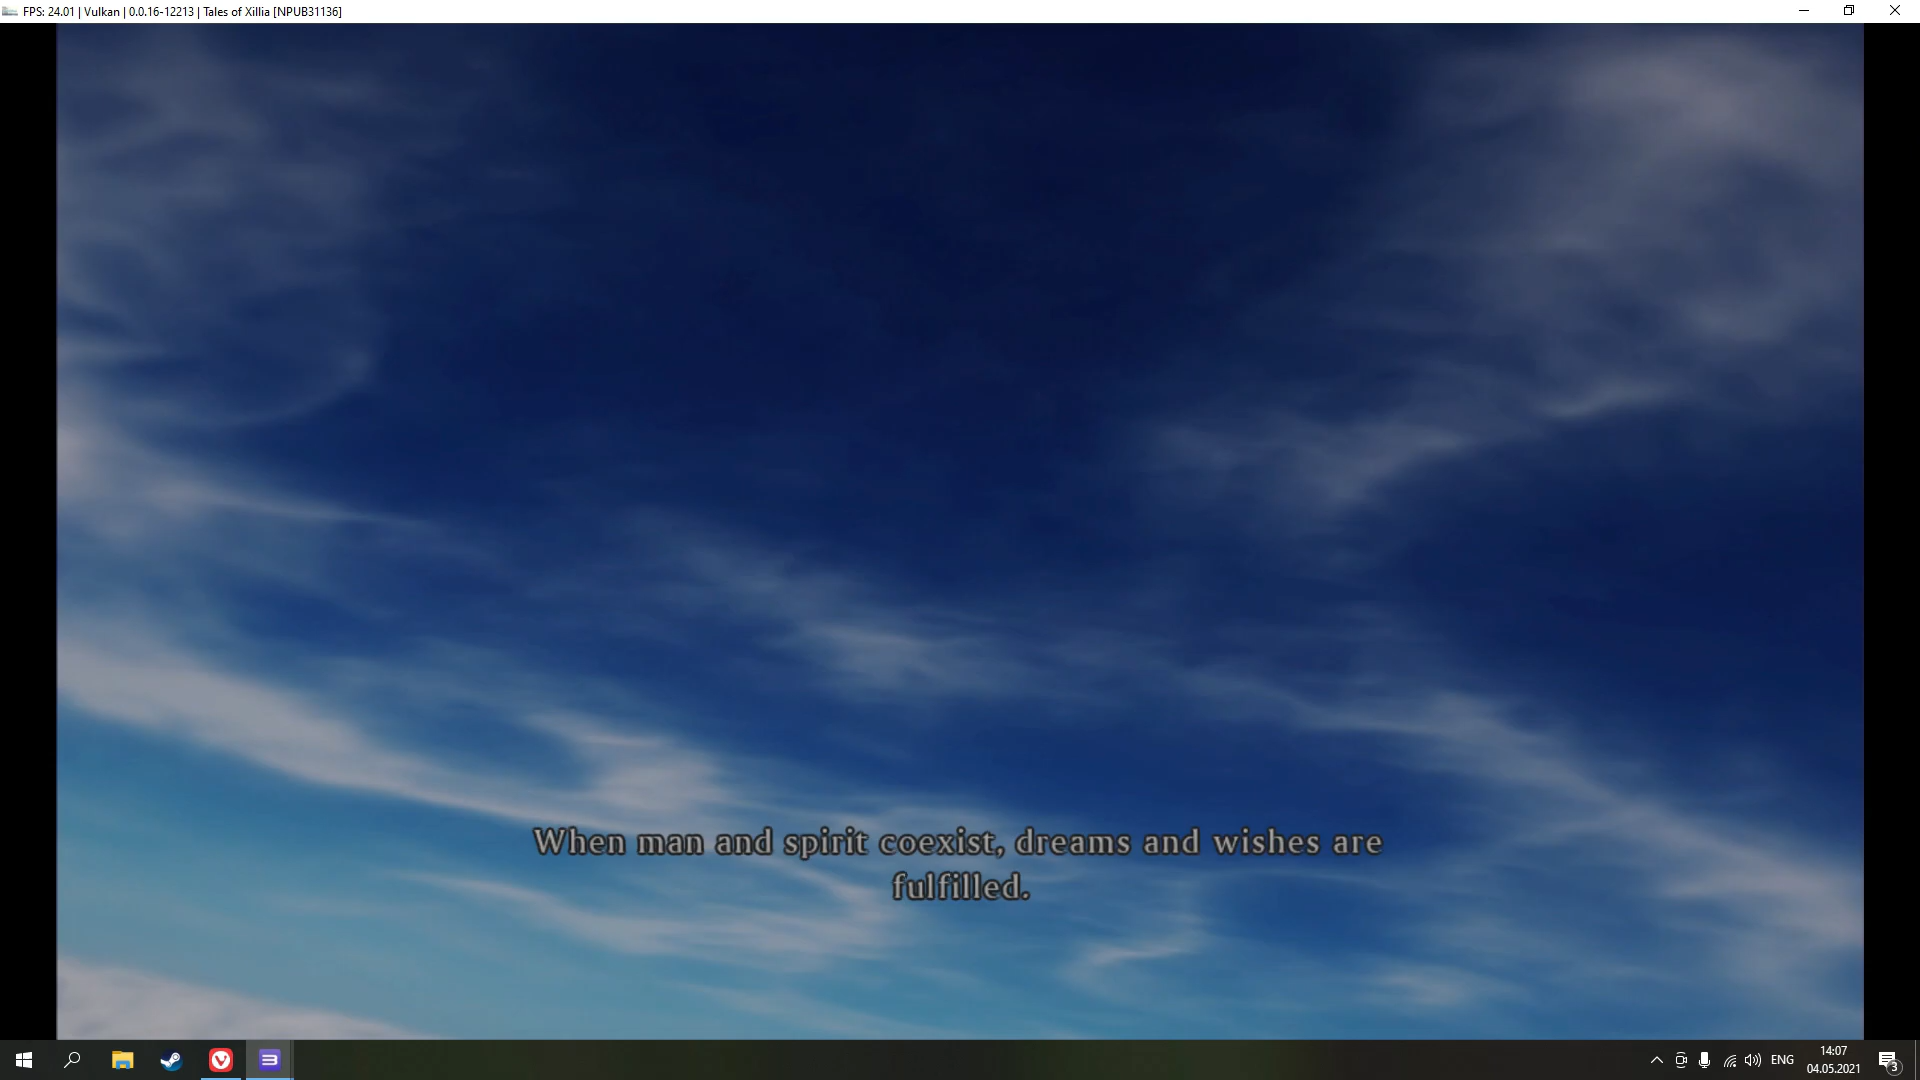 FPS: 24.01 | Vulkan | 0.0.16-12213 | Tales of Xillia [NPUB31136]
When man and spirit coexist, dreams and wishes are
fulfilled.
ENG
14:07
04.05.2021
3